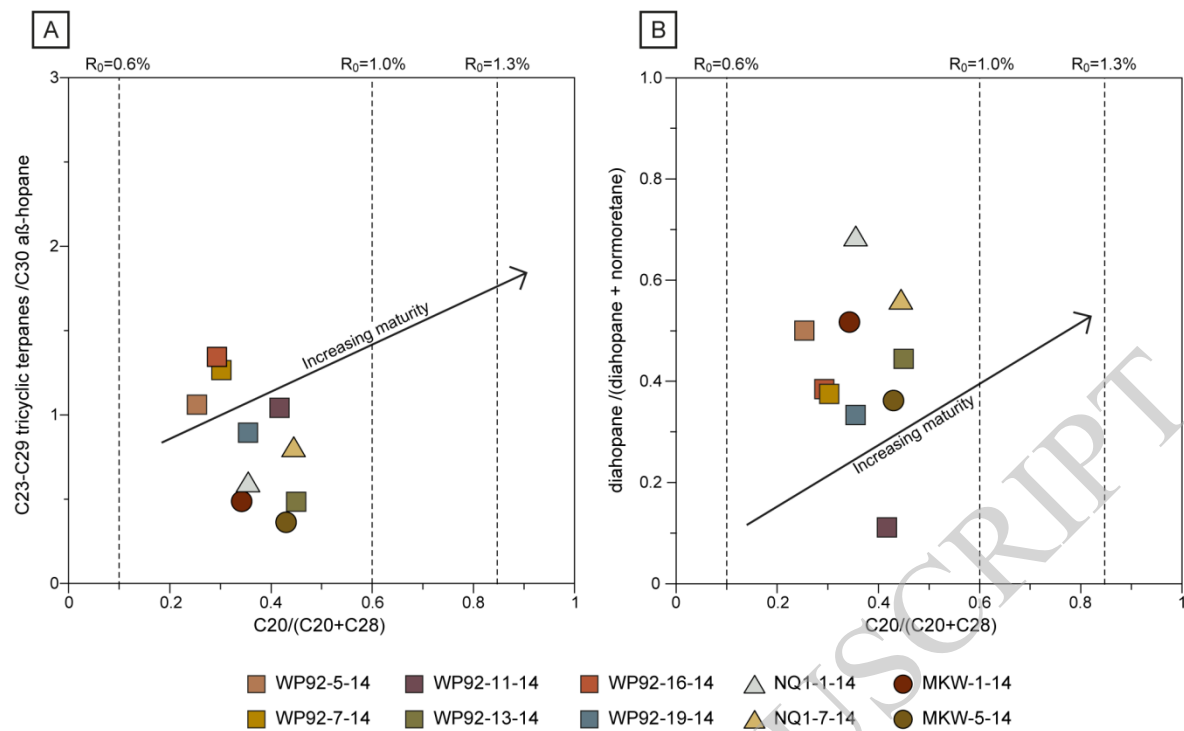 A
R₀=0.6%
R₀=1.0%
R₀=1.3%
3
2
1
0
C23-C29 tricyclic terpanes /C30 aß-hopane
Increasing maturity
0
0.2
0.4
0.6
0.8
1
C20/(C20+C28)
B
R₀=0.6%
R₀=1.0%
R₀=1.3%
1.0
0.8
0.6
0.4
0.2
0
diahopane /(diahopane + normoretane)
Increasing maturity
0
0.2
0.4
0.6
0.8
1
C20/(C20+C28)
WP92-5-14
WP92-11-14
WP92-16-14
NQ1-1-14
MKW-1-14
WP92-7-14
WP92-13-14
WP92-19-14
NQ1-7-14
MKW-5-14
USCRIPT